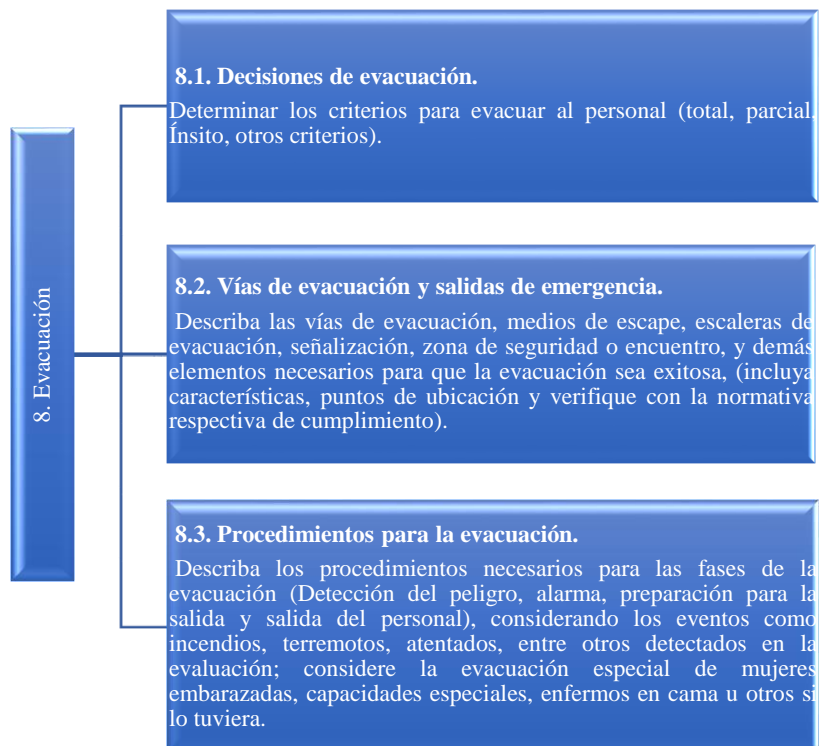 8. Evacuación
8.1. Decisiones de evacuación.
Determinar los criterios para evacuar al personal (total, parcial,
Ínsito, otros criterios).
8.2. Vías de evacuación y salidas de emergencia.
Describa las vías de evacuación, medios de escape, escaleras de
evacuación, señalización, zona de seguridad o encuentro, y demás
elementos necesarios para que la evacuación sea exitosa, (incluya
características, puntos de ubicación y verifique con la normativa
respectiva de cumplimiento).
8.3. Procedimientos para la evacuación.
Describa los procedimientos necesarios para las fases de la
evacuación (Detección del peligro, alarma, preparación para la
salida y salida del personal), considerando los eventos como
incendios, terremotos, atentados, entre otros detectados en la
evaluación; considere la evacuación especial de mujeres
embarazadas, capacidades especiales, enfermos en cama u otros si
lo tuviera.